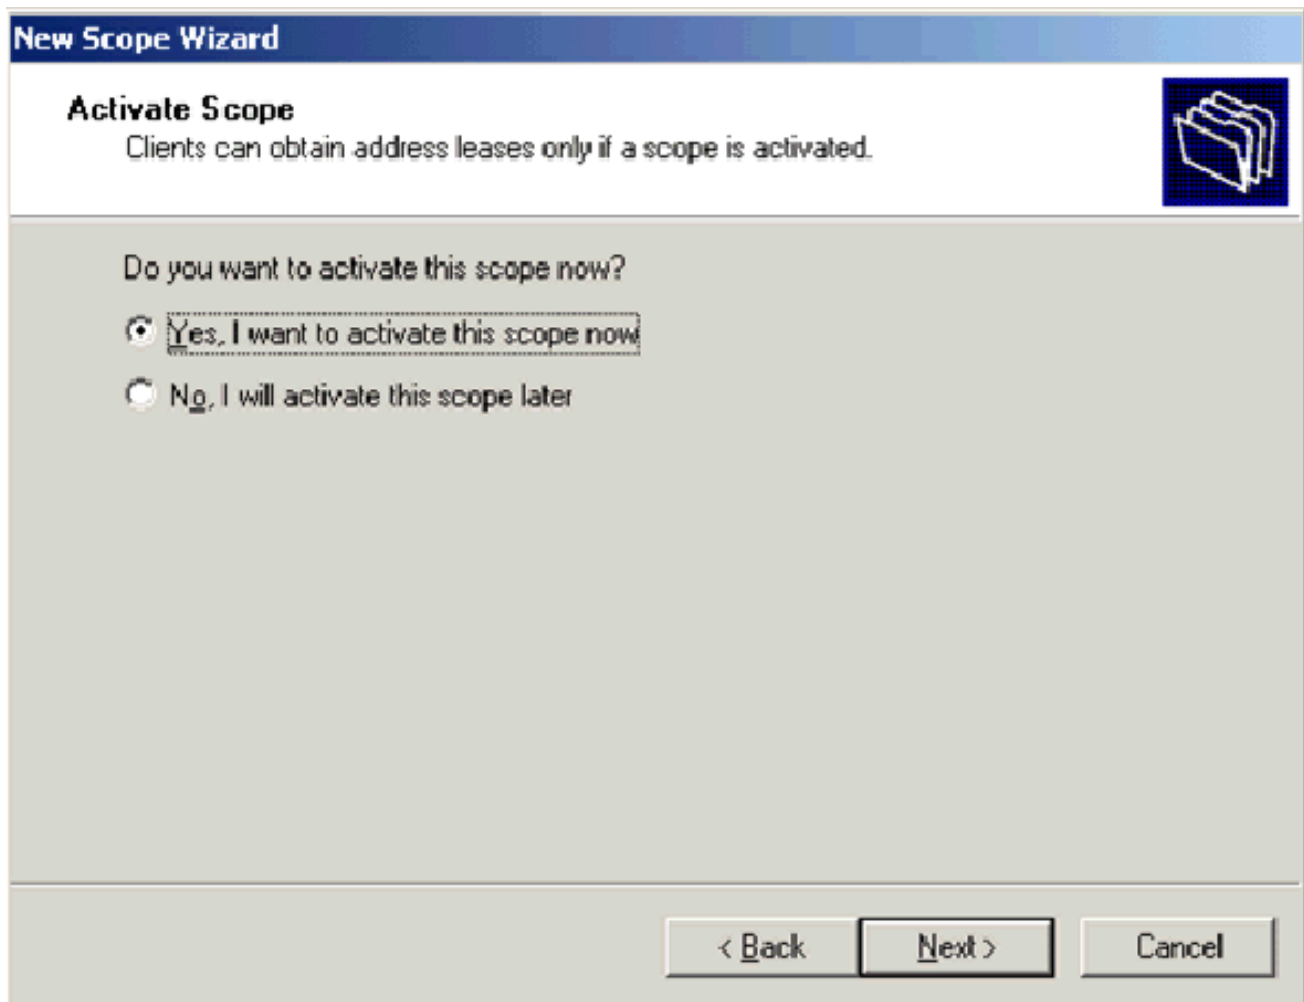 New Scope Wizard
Activate Scope
Clients can obtain address leases only if a scope is activated.
Do you want to activate this scope now?
Yes, I want to activate this scope now
No, I will activate this scope later
< Back
Next >
Cancel